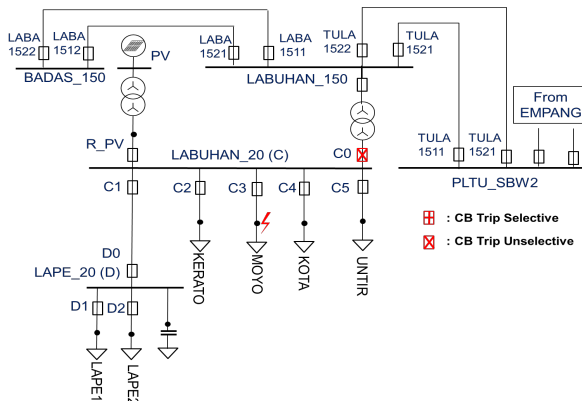 LABA
1522
LABA
1512
PV
BADAS_150
LABA
1521
LABA
1511
TULA
1522
TULA
1521
LABUHAN_150
From
EMPANG
TULA
1511
TULA
1521
PLTU_SBW2
R_PV
LABUHAN_20 (C)
C0
C1
C2
C3
C4
C5
: CB Trip Selective
: CB Trip Unselective
KERATO
MOYO
KOTA
UNTIR
D0
LAPE_20 (D)
D1
D2
LAPE1
LAPE2